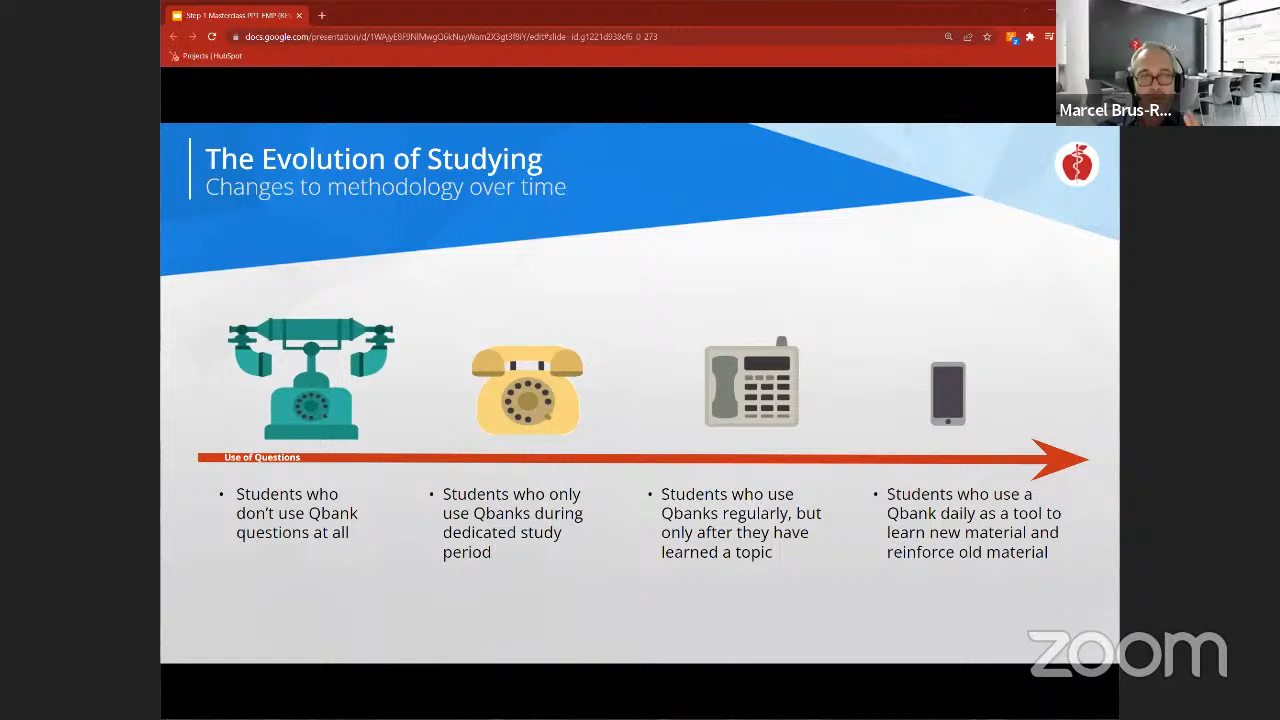 Step 1 Masterclass PPT EMP (RE
docs.google.com/presentation/d/
Projects | HubSpot
Marcel Brus-R...
The Evolution of Studying
Changes to methodology over time
Use of Questions
• Students who
don't use Qbank
questions at all
• Students who only
use Qbanks during
dedicated study
period
• Students who use
Qbanks regularly, but
only after they have
learned a topic
• Students who use a
Qbank daily as a tool to
learn new material and
reinforce old material
zoom